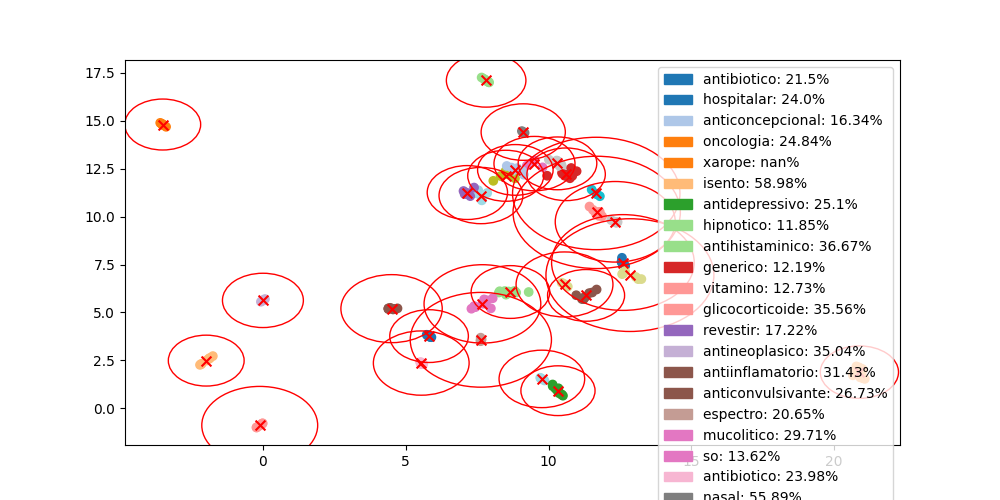 17.5
15.0
12.5
10.0
7.5
5.0
2.5
0.0
0
5
10
15
20
antibiotico: 21.5%
hospitalar: 24.0%
anticoncepcional: 16.34%
oncologia: 24.84%
xarope: nan%
isento: 58.98%
antidepressivo: 25.1%
hipnotico: 11.85%
antihistaminico: 36.67%
generico: 12.19%
vitamino: 12.73%
glicocorticoide: 35.56%
revestir: 17.22%
antineoplasico: 35.04%
antiinflamatorio: 31.43%
anticonvulsivante: 26.73%
espectro: 20.65%
mucolitico: 29.71%
so: 13.62%
antibiotico: 23.98%
nasal: 55.89%